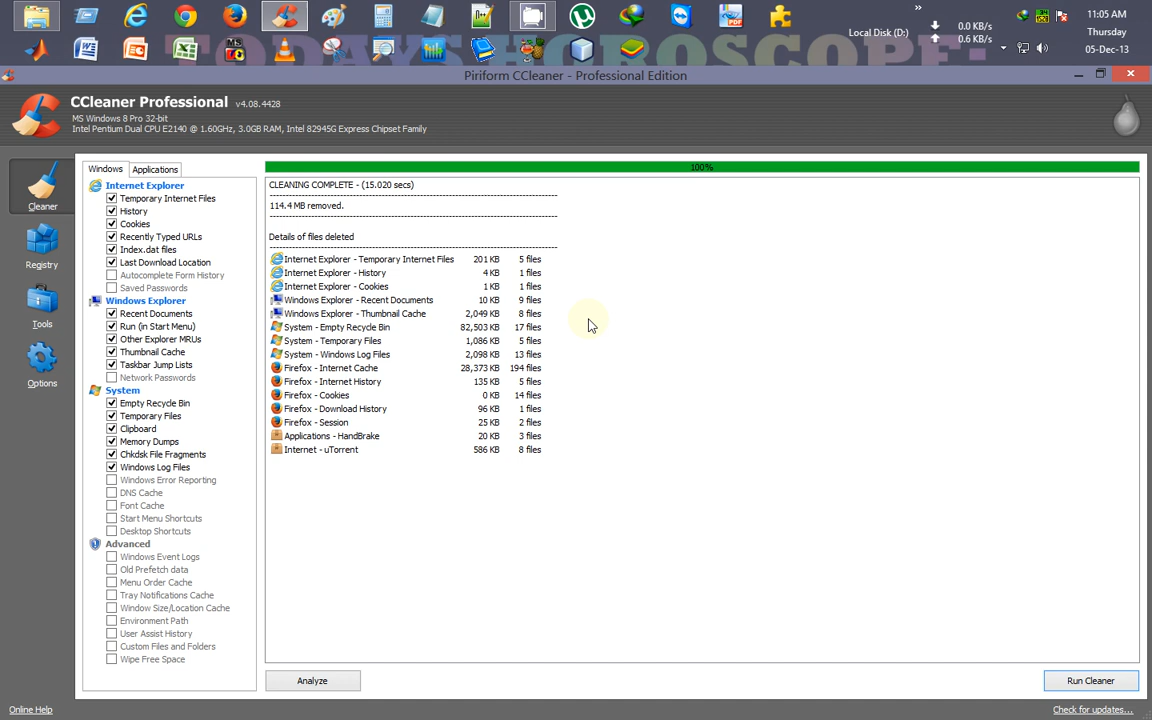 TODAYS HOROSCOPE:
Local Disk (D:)
»
0.0 KB/s
0.6 KB/s
11:05 AM
Thursday
05-Dec-13
Piriform CCleaner - Professional Edition
CCleaner Professional v4.08.4428
MS Windows 8 Pro 32-bit
Intel Pentium Dual CPU E2140 @ 1.60GHz, 3.0GB RAM, Intel 82945G Express Chipset Family
Cleaner
Registry
Tools
Options
Windows
Applications
Internet Explorer
Temporary Internet Files
History
Cookies
Recently Typed URLs
Index.dat files
Last Download Location
Autocomplete Form History
Saved Passwords
Windows Explorer
Recent Documents
Run (in Start Menu)
Other Explorer MRUs
Thumbnail Cache
Taskbar Jump Lists
Network Passwords
System
Empty Recycle Bin
Temporary Files
Clipboard
Memory Dumps
Chkdsk File Fragments
Windows Log Files
Windows Error Reporting
DNS Cache
Font Cache
Start Menu Shortcuts
Desktop Shortcuts
Advanced
Windows Event Logs
Old Prefetch data
Menu Order Cache
Tray Notifications Cache
Window Size/Location Cache
Environment Path
User Assist History
Custom Files and Folders
Wipe Free Space
100%
CLEANING COMPLETE - (15.020 secs)
114.4 MB removed.
Details of files deleted
Internet Explorer - Temporary Internet Files 201 KB 5 files
Internet Explorer - History 4 KB 1 files
Internet Explorer - Cookies 1 KB 1 files
Windows Explorer - Recent Documents 10 KB 9 files
Windows Explorer - Thumbnail Cache 2,049 KB 8 files
System - Empty Recycle Bin 82,503 KB 17 files
System - Temporary Files 1,086 KB 5 files
System - Windows Log Files 2,098 KB 13 files
Firefox - Internet Cache 28,373 KB 194 files
Firefox - Internet History 135 KB 5 files
Firefox - Cookies 0 KB 14 files
Firefox - Download History 96 KB 1 files
Firefox - Session 25 KB 2 files
Applications - HandBrake 20 KB 3 files
Internet - uTorrent 586 KB 8 files
Analyze
Run Cleaner
Online Help
Check for updates...